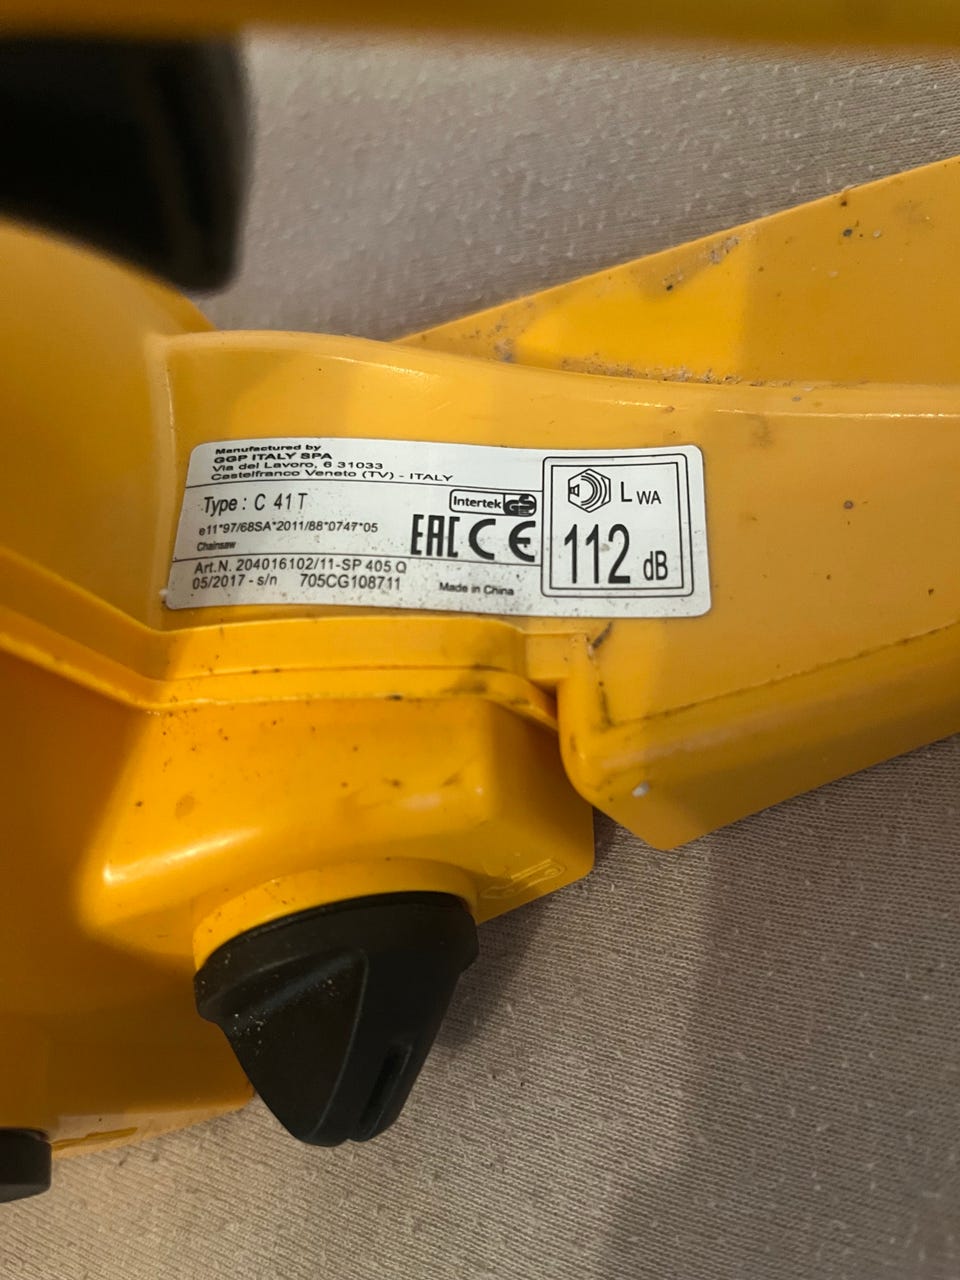 Manufactured by
GGP ITALY SPA
Via del Lavoro, 6 31033
Castelfranco Veneto (TV) - ITALY
Type : C 41 T
e11*97/68SA*2011/88*0747*05
Chainsaw
Intertek GS
EAC CE
Art.N. 204016102/11-SP 405 Q
05/2017 - s/n 705CG108711
Made in China
LWA
112 dB